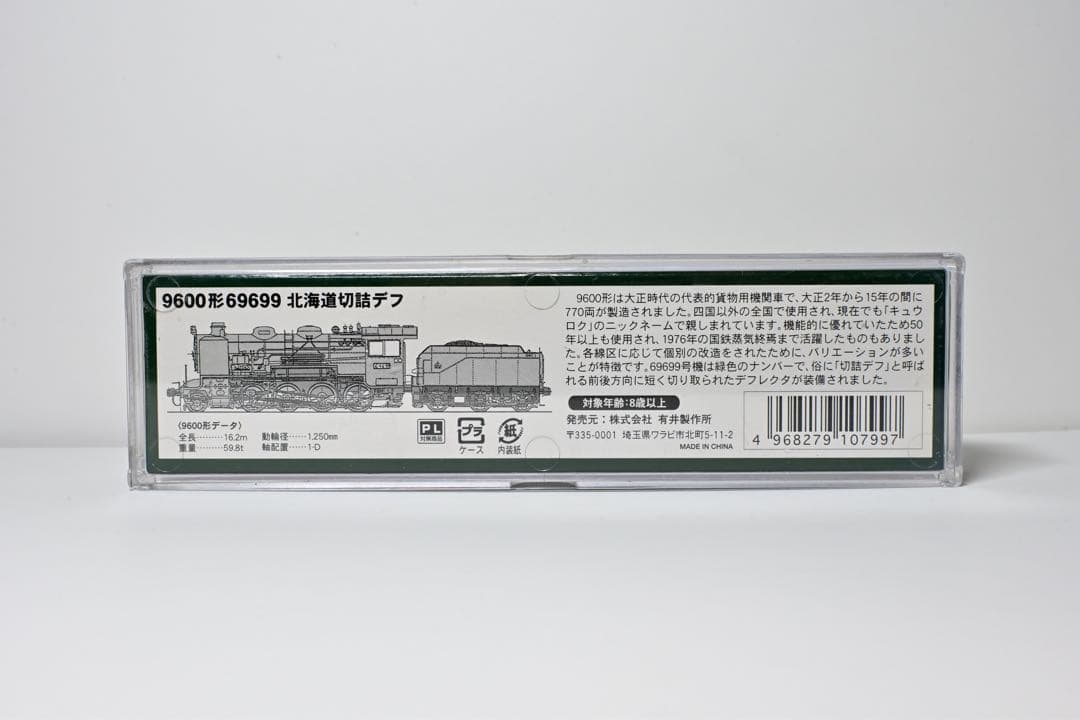 9600形69699 北海道切詰デフ
〈9600形データ〉
全長………16.2m 動輪径……1,250mm
重量………59.8t 軸配置……1-D
PL
対策商品
プラ
ケース
紙
内装紙
9600形は大正時代の代表的貨物用機関車で、大正2年から15年の間に
770両が製造されました。四国以外の全国で使用され、現在でも「キュウ
ロク」のニックネームで親しまれています。機能的に優れていたため50
年以上も使用され、1976年の国鉄蒸気終焉まで活躍したものもありまし
た。各線区に応じて個別の改造をされたために、バリエーションが多い
ことが特徴です。69699号機は緑色のナンバーで、俗に「切詰デフ」と呼ば
れる前後方向に短く切り取られたデフレクタが装備されました。
対象年齢:8歳以上
発売元:株式会社 有井製作所
〒335-0001 埼玉県ワラビ市北町5-11-2
MADE IN CHINA
4 968279 107997